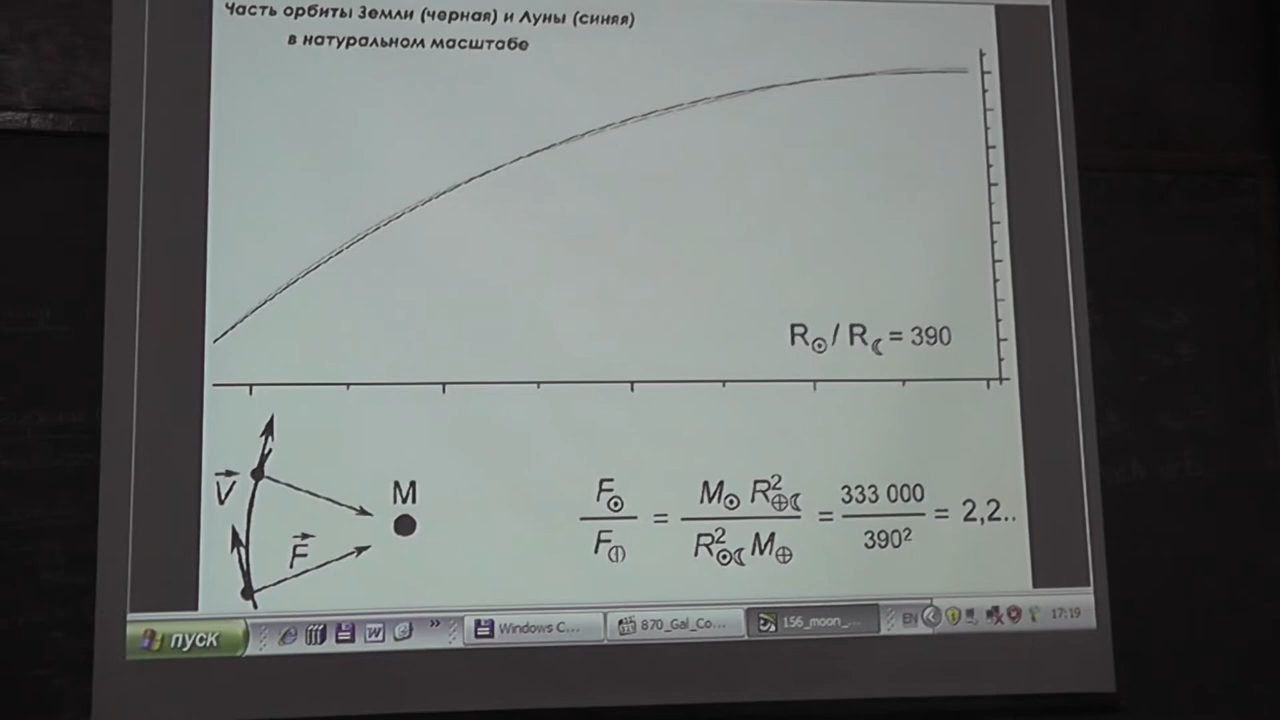 Часть орбиты Земли (черная) и Луны (синяя)
в натуральном масштабе
R☉ / R☾ = 390
V
M
F
F☉ / F⊕ = M☉ R²⊕☾ / R²☉☾ M⊕ = 333 000 / 390² = 2,2..
пуск
W
»
Windows C...
870_Gal_Co...
156_moon_...
EN
17:19